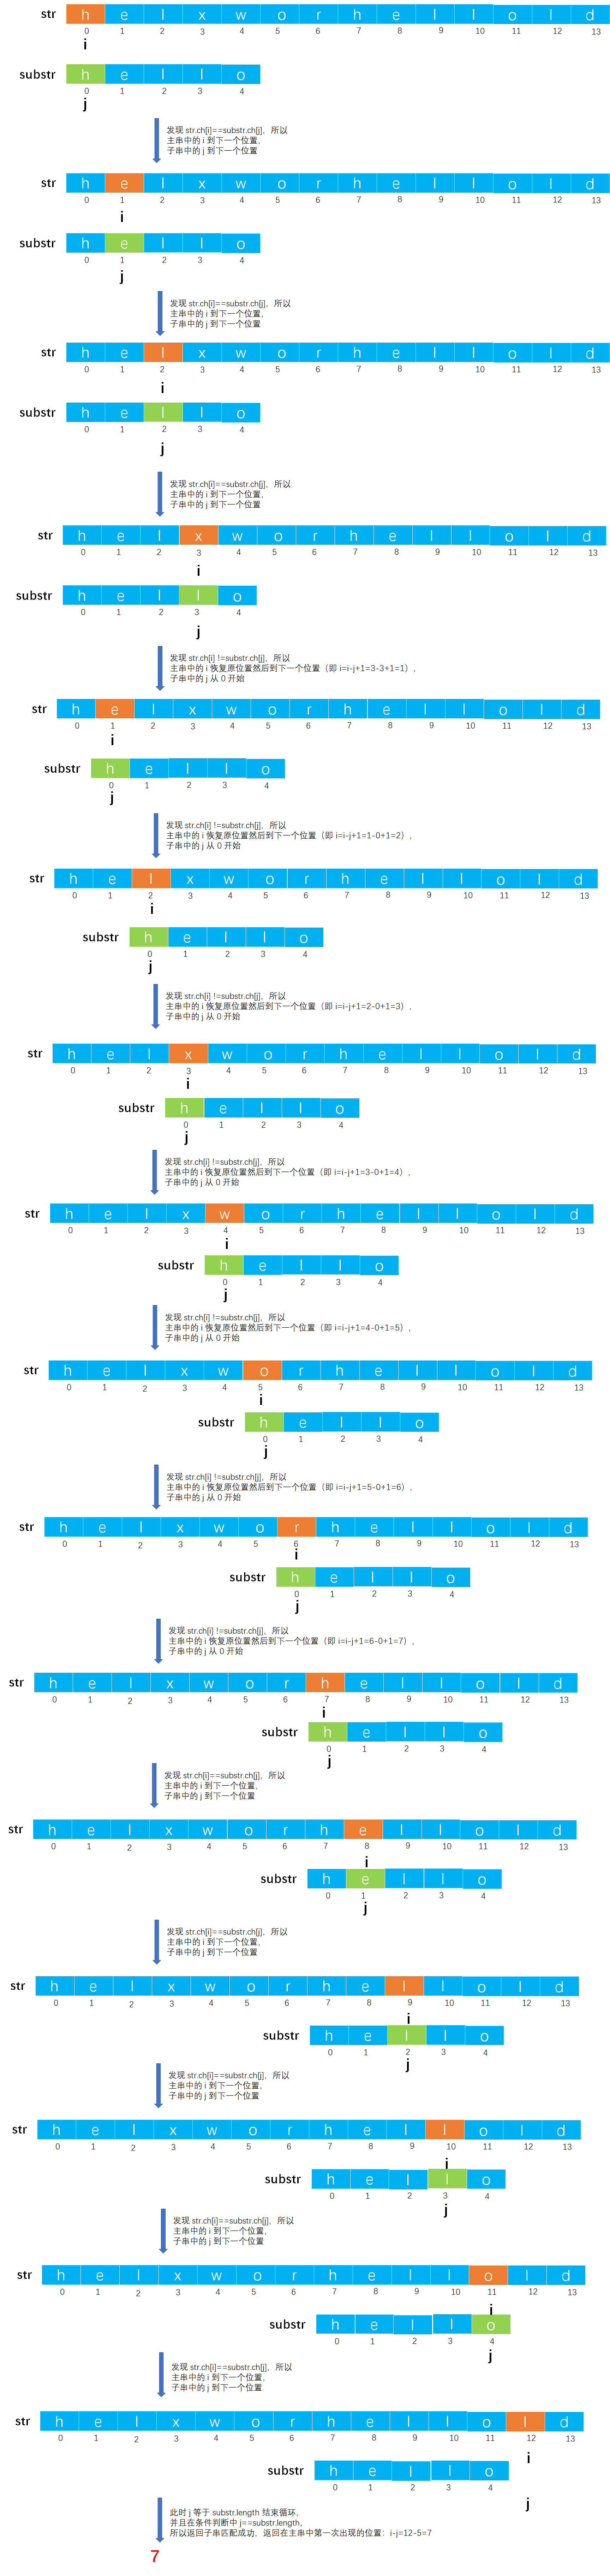 str h e l x w o r h e l l o l d
0 1 2 3 4 5 6 7 8 9 10 11 12 13
i
substr h e l l o
0 1 2 3 4
j
发现 str.ch[i]==substr.ch[j]，所以
主串中的 i 到下一个位置，
子串中的 j 到下一个位置
str h e l x w o r h e l l o l d
0 1 2 3 4 5 6 7 8 9 10 11 12 13
i
substr h e l l o
0 1 2 3 4
j
发现 str.ch[i]==substr.ch[j]，所以
主串中的 i 到下一个位置，
子串中的 j 到下一个位置
str h e l x w o r h e l l o l d
0 1 2 3 4 5 6 7 8 9 10 11 12 13
i
substr h e l l o
0 1 2 3 4
j
发现 str.ch[i]==substr.ch[j]，所以
主串中的 i 到下一个位置，
子串中的 j 到下一个位置
str h e l x w o r h e l l o l d
0 1 2 3 4 5 6 7 8 9 10 11 12 13
i
substr h e l l o
0 1 2 3 4
j
发现 str.ch[i] !=substr.ch[j]，所以
主串中的 i 恢复原位置然后到下一个位置（即 i=i-j+1=3-3+1=1），
子串中的 j 从 0 开始
str h e l x w o r h e l l o l d
0 1 2 3 4 5 6 7 8 9 10 11 12 13
i
substr h e l l o
0 1 2 3 4
j
发现 str.ch[i] !=substr.ch[j]，所以
主串中的 i 恢复原位置然后到下一个位置（即 i=i-j+1=1-0+1=2），
子串中的 j 从 0 开始
str h e l x w o r h e l l o l d
0 1 2 3 4 5 6 7 8 9 10 11 12 13
i
substr h e l l o
0 1 2 3 4
j
发现 str.ch[i] !=substr.ch[j]，所以
主串中的 i 恢复原位置然后到下一个位置（即 i=i-j+1=2-0+1=3），
子串中的 j 从 0 开始
str h e l x w o r h e l l o l d
0 1 2 3 4 5 6 7 8 9 10 11 12 13
i
substr h e l l o
0 1 2 3 4
j
发现 str.ch[i] !=substr.ch[j]，所以
主串中的 i 恢复原位置然后到下一个位置（即 i=i-j+1=3-0+1=4），
子串中的 j 从 0 开始
str h e l x w o r h e l l o l d
0 1 2 3 4 5 6 7 8 9 10 11 12 13
i
substr h e l l o
0 1 2 3 4
j
发现 str.ch[i] !=substr.ch[j]，所以
主串中的 i 恢复原位置然后到下一个位置（即 i=i-j+1=4-0+1=5），
子串中的 j 从 0 开始
str h e l x w o r h e l l o l d
0 1 2 3 4 5 6 7 8 9 10 11 12 13
i
substr h e l l o
0 1 2 3 4
j
发现 str.ch[i] !=substr.ch[j]，所以
主串中的 i 恢复原位置然后到下一个位置（即 i=i-j+1=5-0+1=6），
子串中的 j 从 0 开始
str h e l x w o r h e l l o l d
0 1 2 3 4 5 6 7 8 9 10 11 12 13
i
substr h e l l o
0 1 2 3 4
j
发现 str.ch[i] !=substr.ch[j]，所以
主串中的 i 恢复原位置然后到下一个位置（即 i=i-j+1=6-0+1=7），
子串中的 j 从 0 开始
str h e l x w o r h e l l o l d
0 1 2 3 4 5 6 7 8 9 10 11 12 13
i
substr h e l l o
0 1 2 3 4
j
发现 str.ch[i]==substr.ch[j]，所以
主串中的 i 到下一个位置，
子串中的 j 到下一个位置
str h e l x w o r h e l l o l d
0 1 2 3 4 5 6 7 8 9 10 11 12 13
i
substr h e l l o
0 1 2 3 4
j
发现 str.ch[i]==substr.ch[j]，所以
主串中的 i 到下一个位置，
子串中的 j 到下一个位置
str h e l x w o r h e l l o l d
0 1 2 3 4 5 6 7 8 9 10 11 12 13
i
substr h e l l o
0 1 2 3 4
j
发现 str.ch[i]==substr.ch[j]，所以
主串中的 i 到下一个位置，
子串中的 j 到下一个位置
str h e l x w o r h e l l o l d
0 1 2 3 4 5 6 7 8 9 10 11 12 13
i
substr h e l l o
0 1 2 3 4
j
发现 str.ch[i]==substr.ch[j]，所以
主串中的 i 到下一个位置，
子串中的 j 到下一个位置
str h e l x w o r h e l l o l d
0 1 2 3 4 5 6 7 8 9 10 11 12 13
i
substr h e l l o
0 1 2 3 4
j
发现 str.ch[i]==substr.ch[j]，所以
主串中的 i 到下一个位置，
子串中的 j 到下一个位置
str h e l x w o r h e l l o l d
0 1 2 3 4 5 6 7 8 9 10 11 12 13
i
substr h e l l o
0 1 2 3 4
j
此时 j 等于 substr.length 结束循环，
并且在条件判断中 j==substr.length，
所以返回子串匹配成功，返回在主串中第一次出现的位置：i-j=12-5=7
7